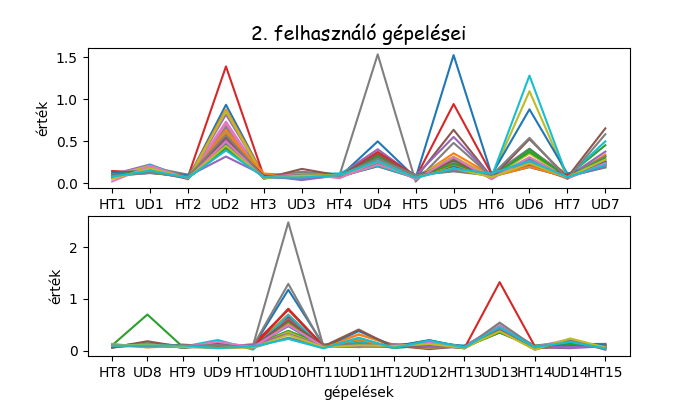 2. felhasználó gépelései
érték
1.5
1.0
0.5
0.0
HT1 UD1 HT2 UD2 HT3 UD3 HT4 UD4 HT5 UD5 HT6 UD6 HT7 UD7
érték
2
1
0
HT8 UD8 HT9 UD9 HT10 UD10 HT11 UD11 HT12 UD12 HT13 UD13 HT14 UD14 HT15
gépelések